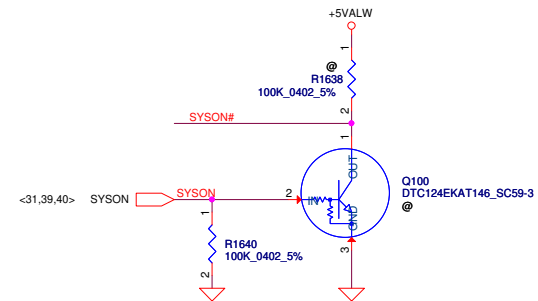 +5VALW
1
@
R1638
100K_0402_5%
2
SYSON#
1
OUT
Q100
DTC124EKAT146_SC59-3
@
<31,39,40> SYSON
SYSON
2
IN
GND
1
R1640
100K_0402_5%
2
3